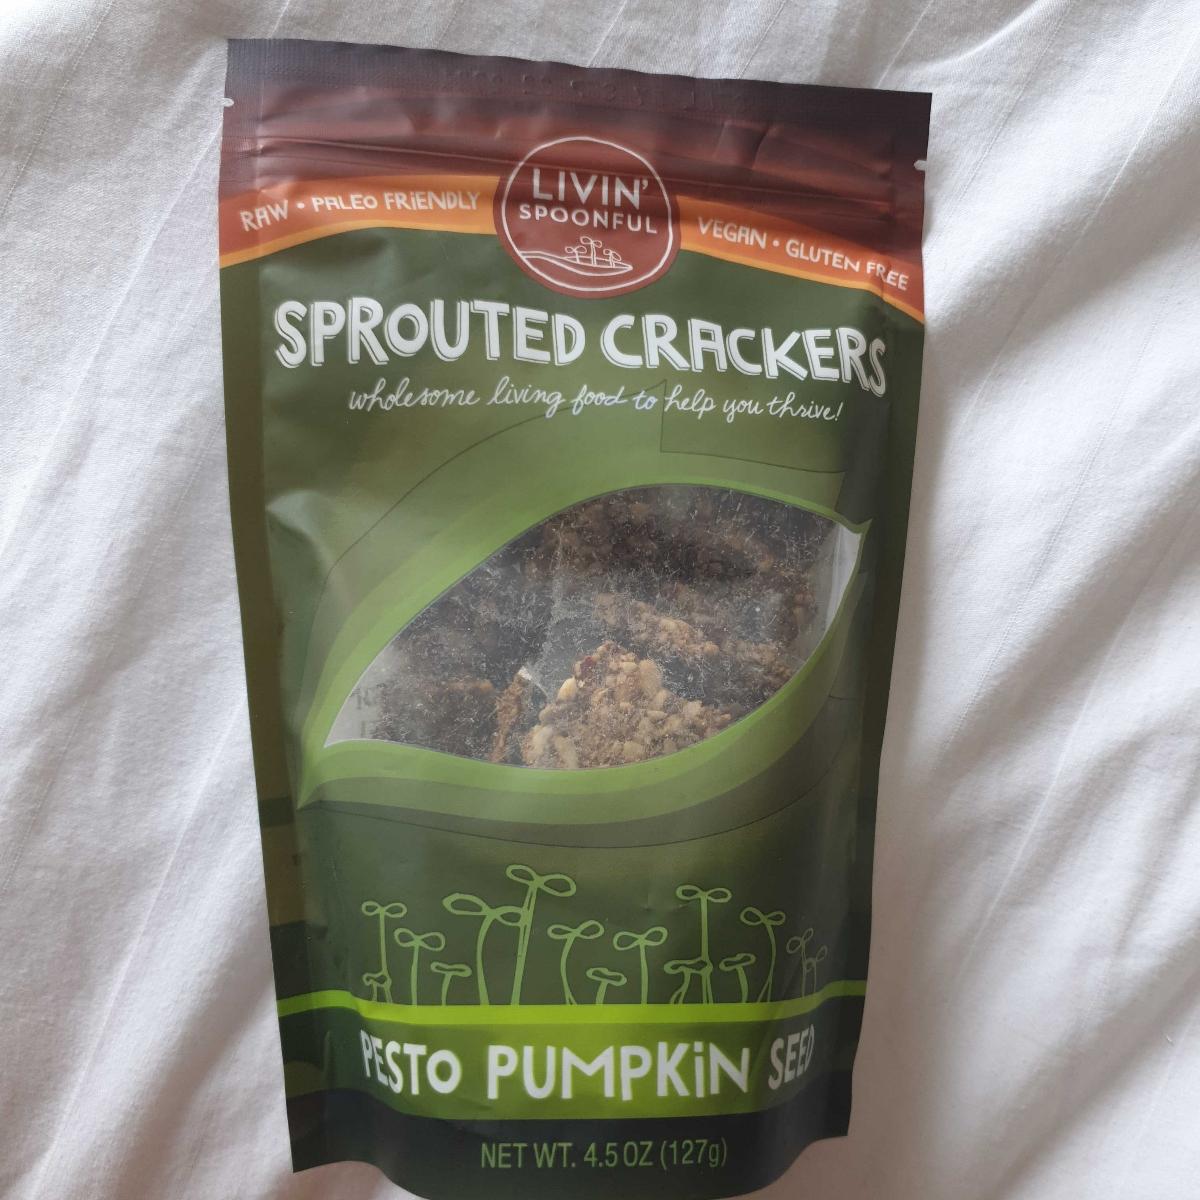 LIVIN'
SPOONFUL
RAW • PALEO FRiENDLY
VEGAN • GLUTEN FREE
SPROUTED CRACKERS
wholesome living food to help you thrive!
PESTO PUMPKiN SEED
NET WT. 4.5 OZ (127g)